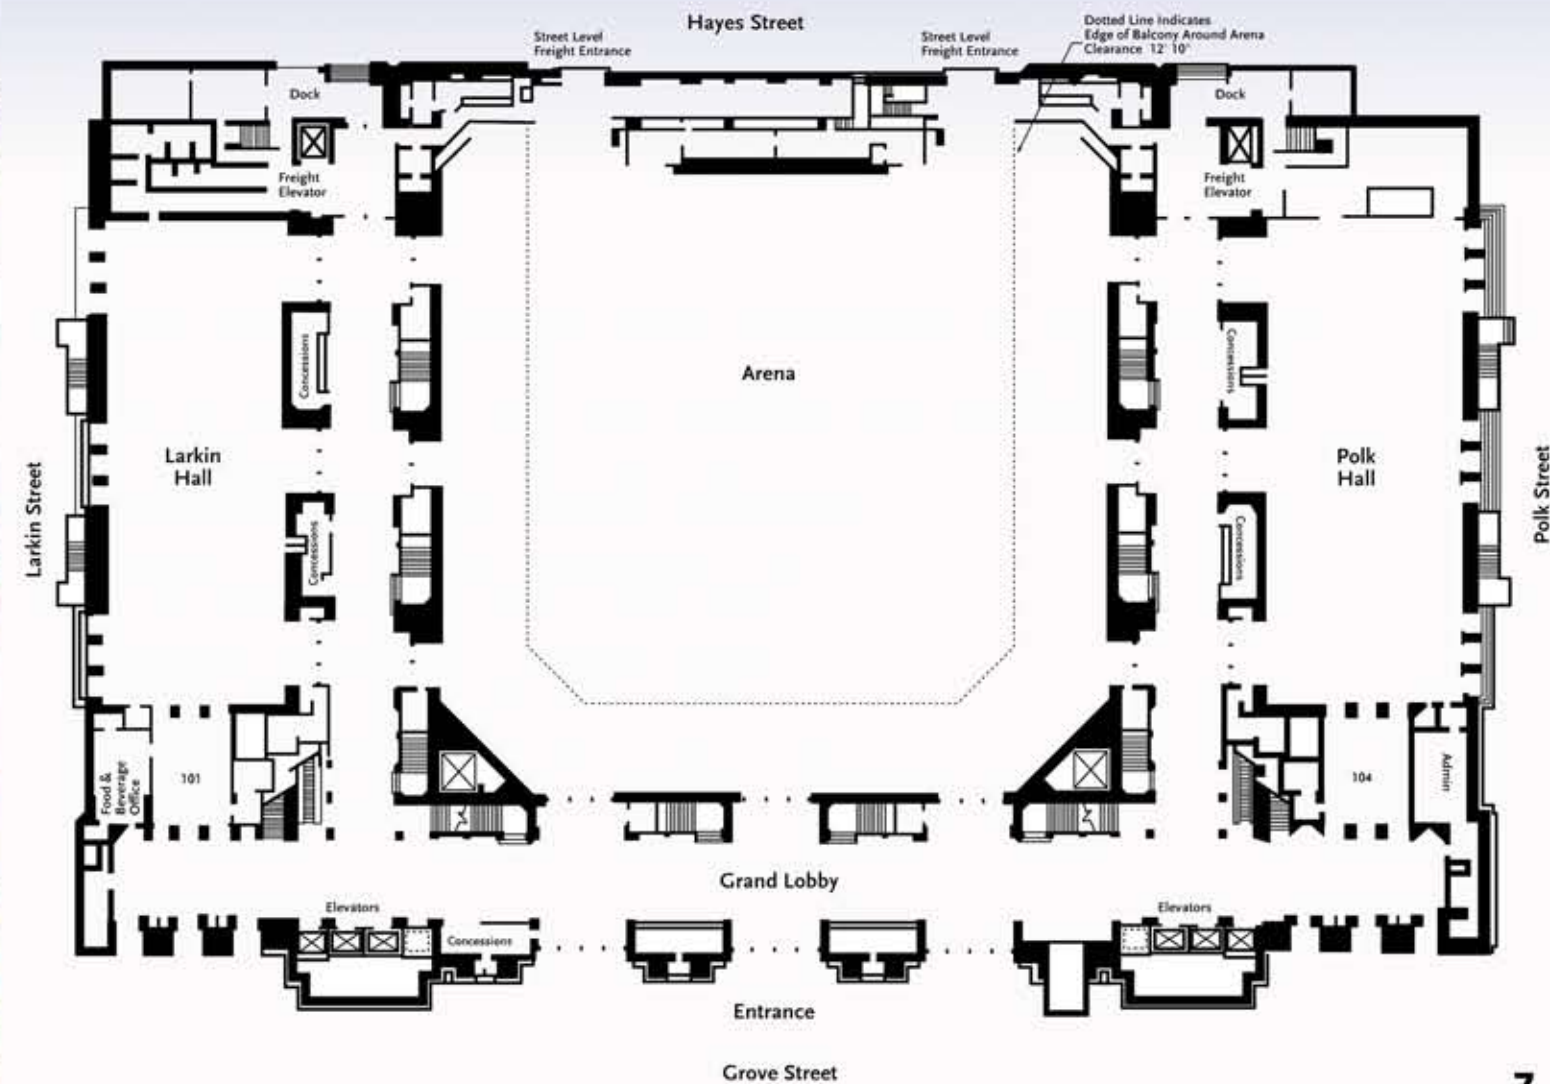 Hayes Street
Dotted Line Indicates
Edge of Balcony Around Arena
Clearance 12' 10"
Street Level
Freight Entrance
Street Level
Freight Entrance
Dock
Dock
Freight
Elevator
Freight
Elevator
Concessions
Concessions
Arena
Larkin
Hall
Polk
Hall
Larkin Street
Polk Street
Concessions
Concessions
Food &
Beverage
Office
101
104
Admin
Grand Lobby
Elevators
Elevators
Concessions
Entrance
Grove Street